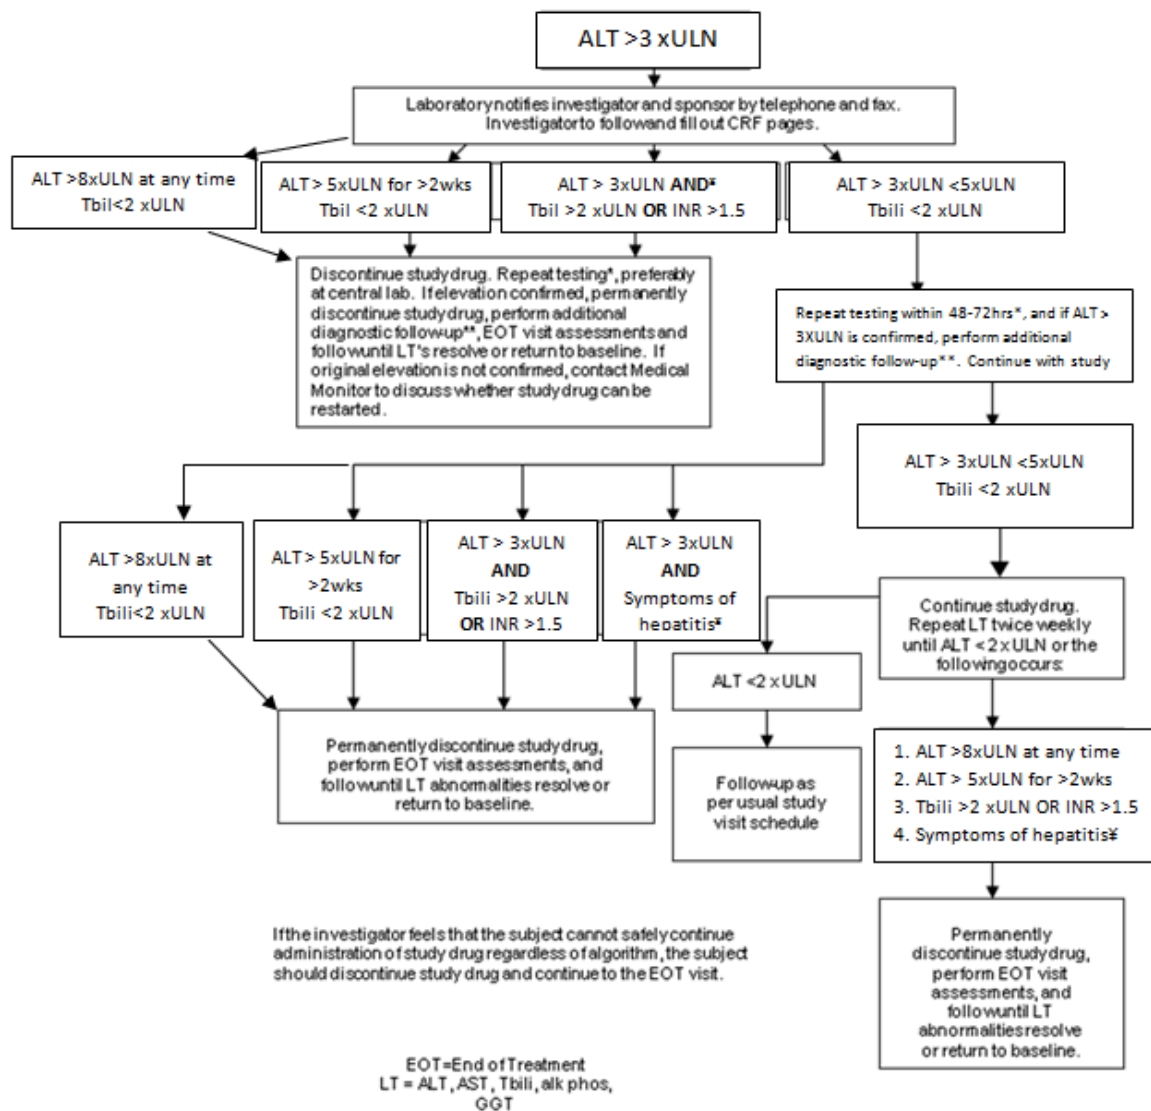 ALT >3 xULN
Laboratory notifies investigator and sponsor by telephone and fax.
Investigator to follow and fill out CRF pages.
ALT >8xULN at any time
Tbil<2 xULN
ALT > 5xULN for >2wks
Tbil <2 xULN
ALT > 3xULN AND¥
Tbil >2 xULN OR INR >1.5
ALT > 3xULN <5xULN
Tbili <2 xULN
Discontinue study drug. Repeat testing*, preferably
at central lab. If elevation confirmed, permanently
discontinue study drug, perform additional
diagnostic follow-up**, EOT visit assessments and
follow until LT's resolve or return to baseline. If
original elevation is not confirmed, contact Medical
Monitor to discuss whether study drug can be
restarted.
Repeat testing within 48-72hrs*, and if ALT >
3XULN is confirmed, perform additional
diagnostic follow-up**. Continue with study
ALT > 3xULN <5xULN
Tbili <2 xULN
ALT >8xULN at
any time
Tbili<2 xULN
ALT > 5xULN for
>2wks
Tbili <2 xULN
ALT > 3xULN
AND
Tbili >2 xULN
OR INR >1.5
ALT > 3xULN
AND
Symptoms of
hepatitis¥
Continue study drug.
Repeat LT twice weekly
until ALT < 2 x ULN or the
following occurs:
ALT <2 x ULN
Permanently discontinue study drug,
perform EOT visit assessments, and
follow until LT abnormalities resolve or
return to baseline.
Follow-up as
per usual study
visit schedule
1. ALT >8xULN at any time
2. ALT > 5xULN for >2wks
3. Tbili >2 xULN OR INR >1.5
4. Symptoms of hepatitis¥
Permanently
discontinue study drug,
perform EOT visit
assessments, and
follow until LT
abnormalities resolve
or return to baseline.
If the investigator feels that the subject cannot safely continue
administration of study drug regardless of algorithm, the subject
should discontinue study drug and continue to the EOT visit.
EOT=End of Treatment
LT = ALT, AST, Tbili, alk phos,
GGT